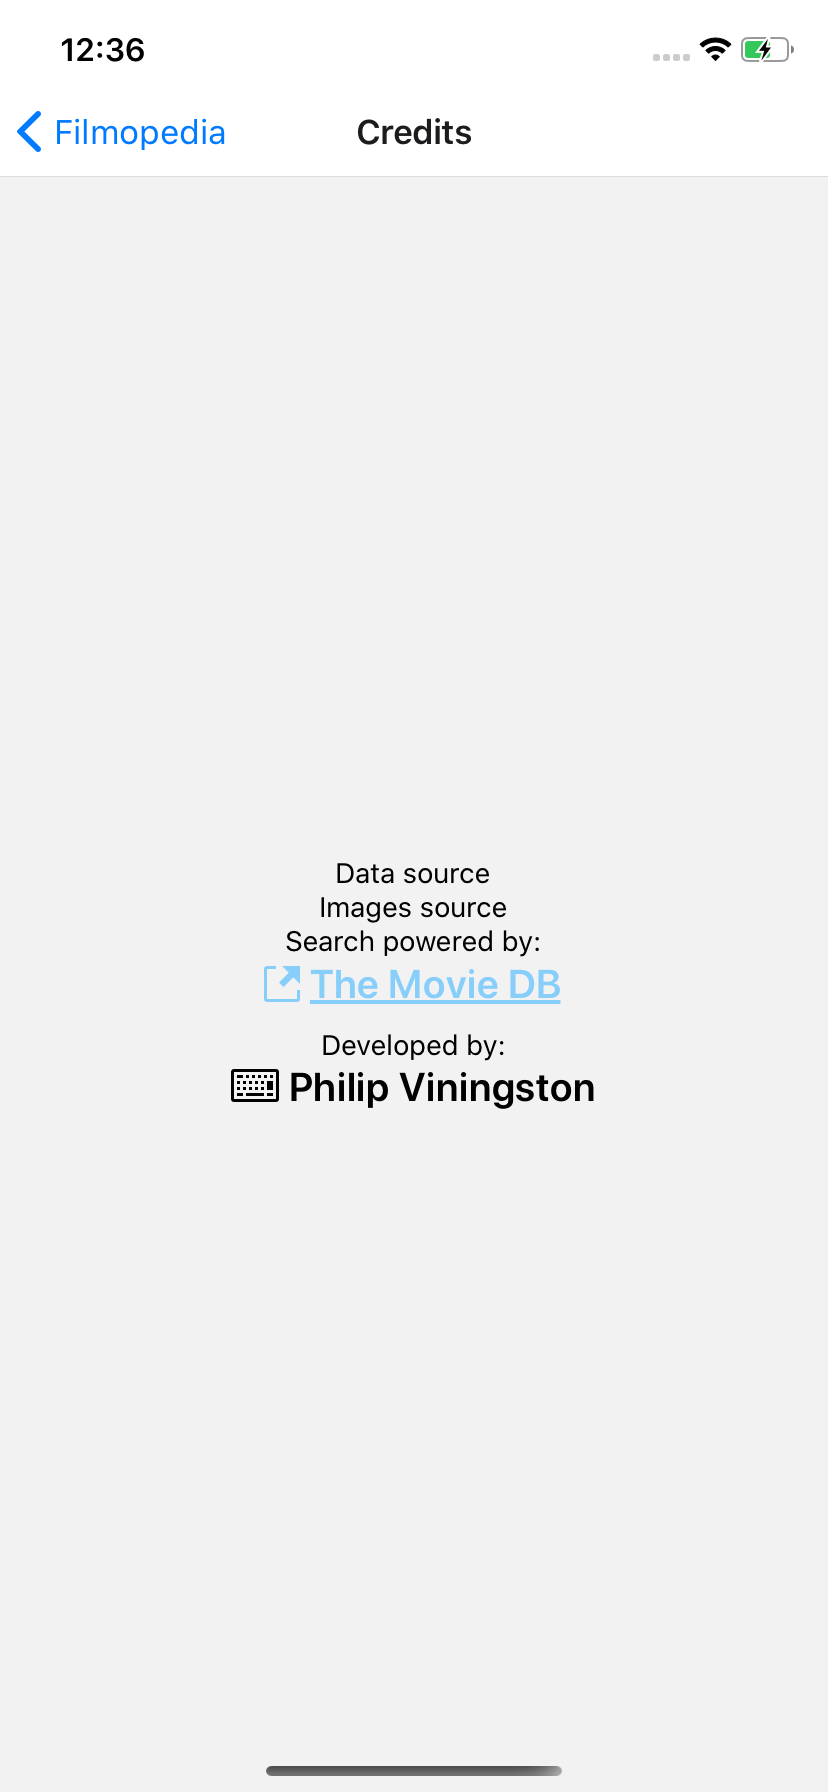 12:36
Filmopedia
Credits
Data source
Images source
Search powered by:
The Movie DB
Developed by:
Philip Viningston